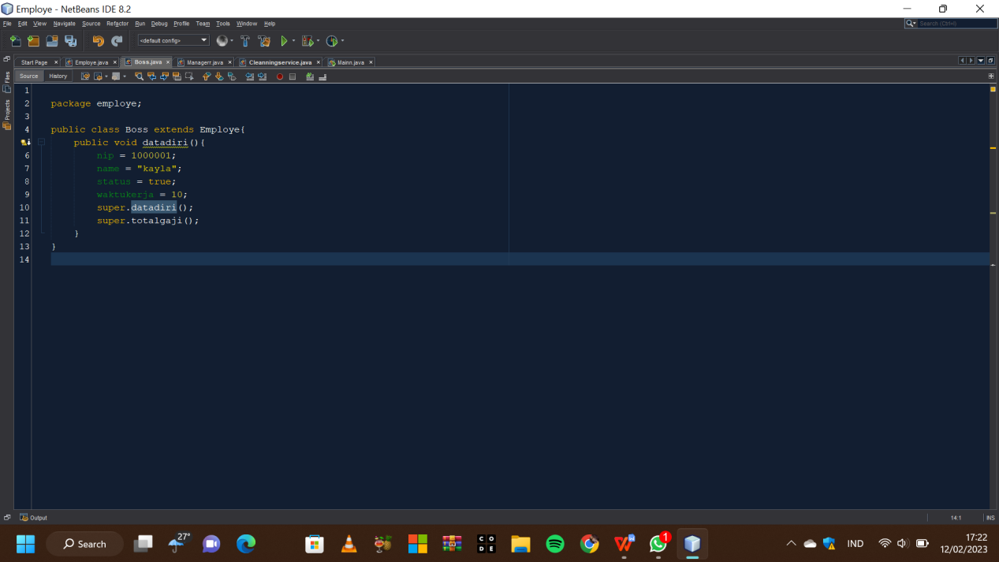 Employe - NetBeans IDE 8.2
File Edit View Navigate Source Refactor Run Debug Profile Team Tools Window Help
Search (Ctrl+I)
<default config>
Start Page Employe.java Boss.java Managerr.java Cleanningservice.java Mainn.java
Source History
Files
Projects
1
2 package employe;
3
4 public class Boss extends Employe{
public void datadiri(){
6 nip = 1000001;
7 name = "kayla";
8 status = true;
9 waktukerja = 10;
10 super.datadiri();
11 super.totalgaji();
12 }
13 }
14
Output
14:1 INS
Search
27°
CODE
1
IND
17:22
12/02/2023